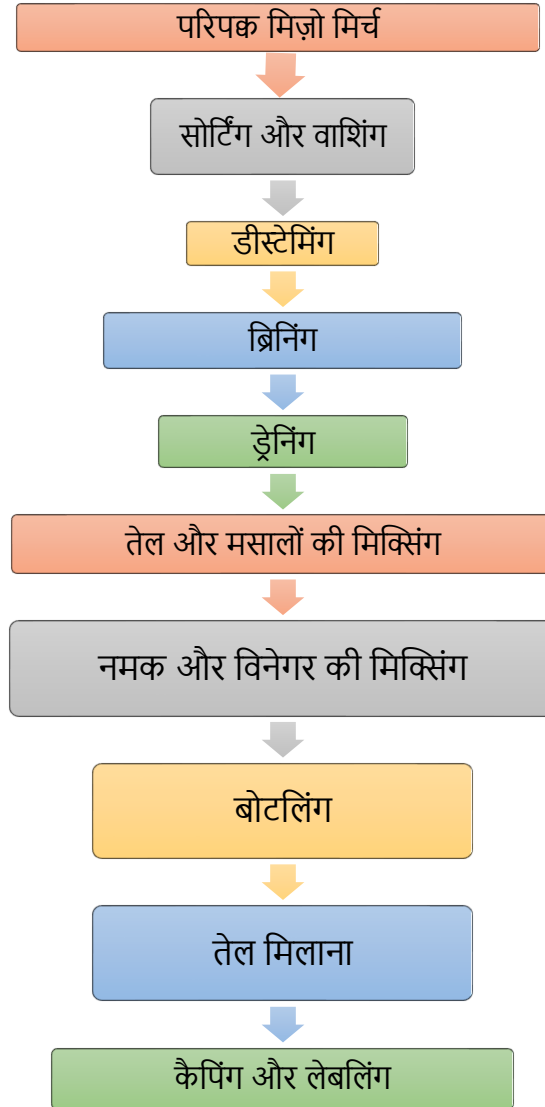 परिपक्व मिज़ो मिर्च
सोर्टिंग और वाशिंग
डीस्टेमिंग
ब्रिनिंग
ड्रेनिंग
तेल और मसालों की मिक्सिंग
नमक और विनेगर की मिक्सिंग
बोटलिंग
तेल मिलाना
कैपिंग और लेबलिंग